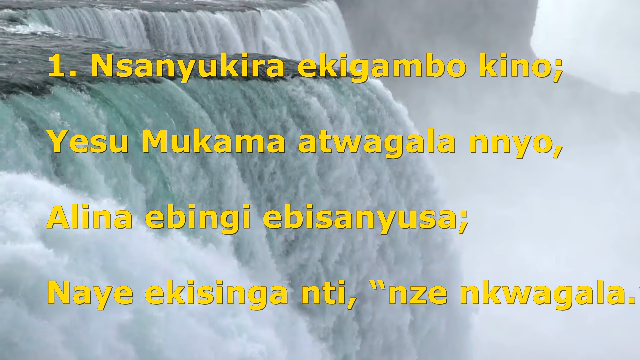 1. Nsanyukira ekigambo kino;
Yesu Mukama atwagala nnyo,
Alina ebingi ebisanyusa;
Naye ekisinga nti, “nze nkwagala.”